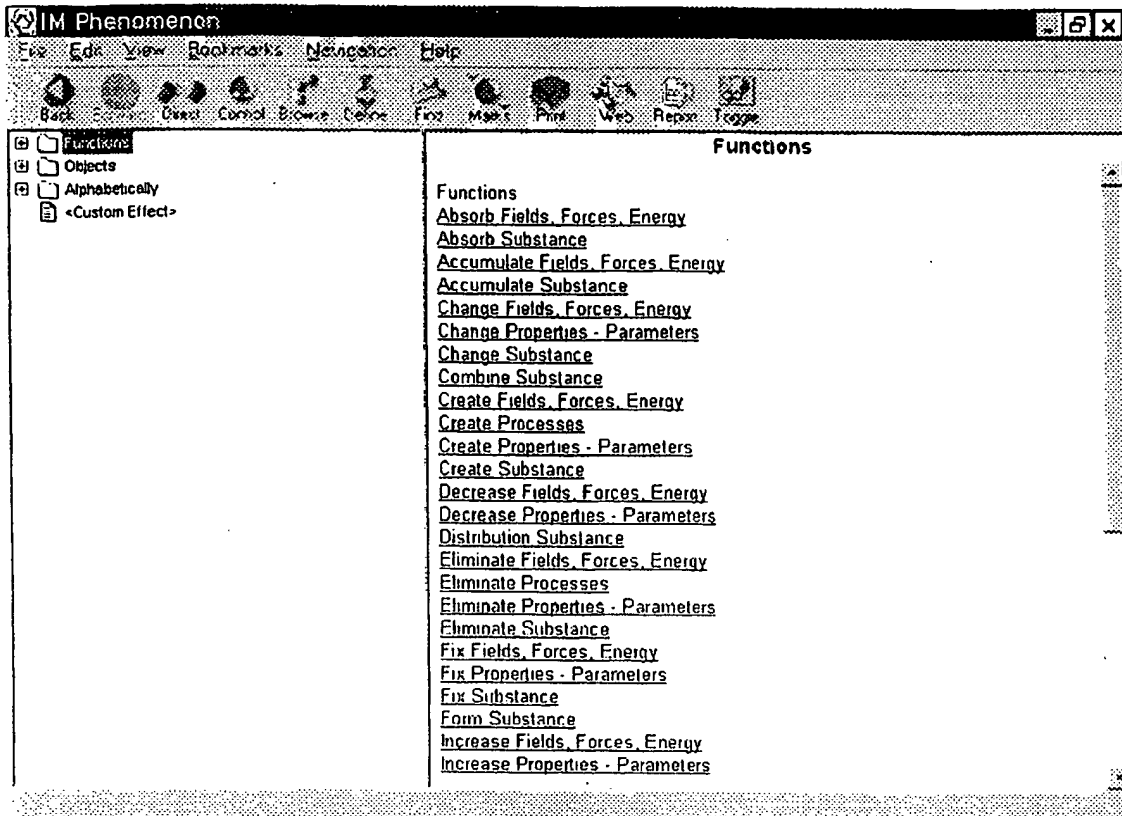 IM Phenomenon
File Edit View Bookmarks Navigation Help
Back Direct Control Browse Define Find Marks Print Web Report Toggle
Functions
Objects
Alphabetically
<Custom Effect>
Functions
Functions
Absorb Fields, Forces, Energy
Absorb Substance
Accumulate Fields, Forces, Energy
Accumulate Substance
Change Fields, Forces, Energy
Change Properties - Parameters
Change Substance
Combine Substance
Create Fields, Forces, Energy
Create Processes
Create Properties - Parameters
Create Substance
Decrease Fields, Forces, Energy
Decrease Properties - Parameters
Distribution Substance
Eliminate Fields, Forces, Energy
Eliminate Processes
Eliminate Properties - Parameters
Eliminate Substance
Fix Fields, Forces, Energy
Fix Properties - Parameters
Fix Substance
Form Substance
Increase Fields, Forces, Energy
Increase Properties - Parameters